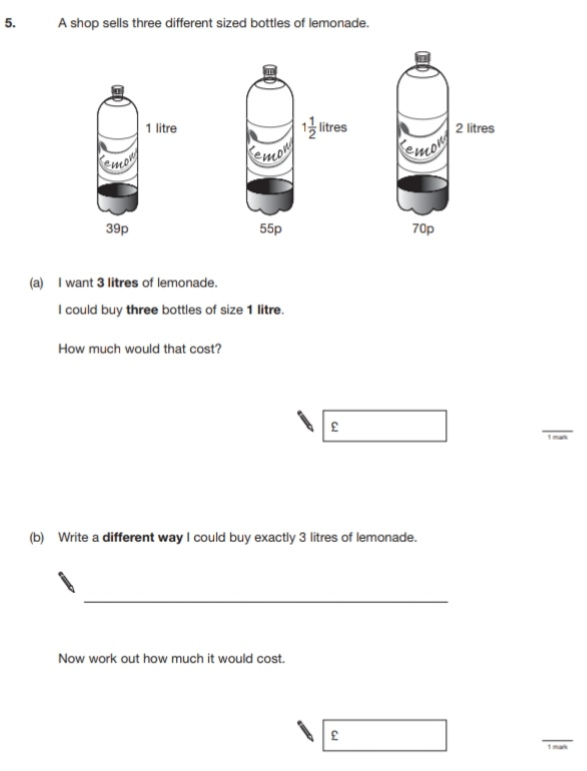 5. A shop sells three different sized bottles of lemonade.
1 litre
1 1/2 litres
2 litres
Lemon
Lemon
Lemon
39p
55p
70p
(a) I want 3 litres of lemonade.
I could buy three bottles of size 1 litre.
How much would that cost?
£
1 mark
(b) Write a different way I could buy exactly 3 litres of lemonade.
Now work out how much it would cost.
£
1 mark